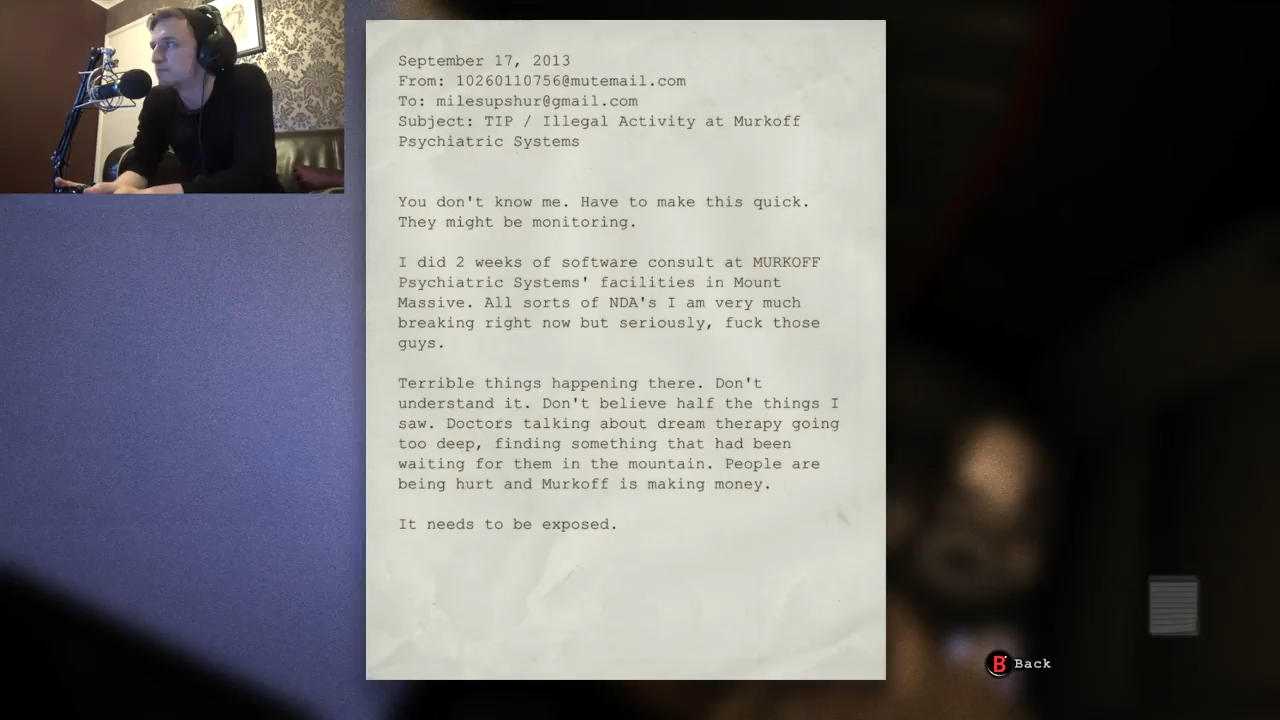 September 17, 2013
From: 10260110756@mutemail.com
To: milesupshur@gmail.com
Subject: TIP / Illegal Activity at Murkoff
Psychiatric Systems
You don't know me. Have to make this quick.
They might be monitoring.
I did 2 weeks of software consult at MURKOFF
Psychiatric Systems' facilities in Mount
Massive. All sorts of NDA's I am very much
breaking right now but seriously, fuck those
guys.
Terrible things happening there. Don't
understand it. Don't believe half the things I
saw. Doctors talking about dream therapy going
too deep, finding something that had been
waiting for them in the mountain. People are
being hurt and Murkoff is making money.
It needs to be exposed.
B Back